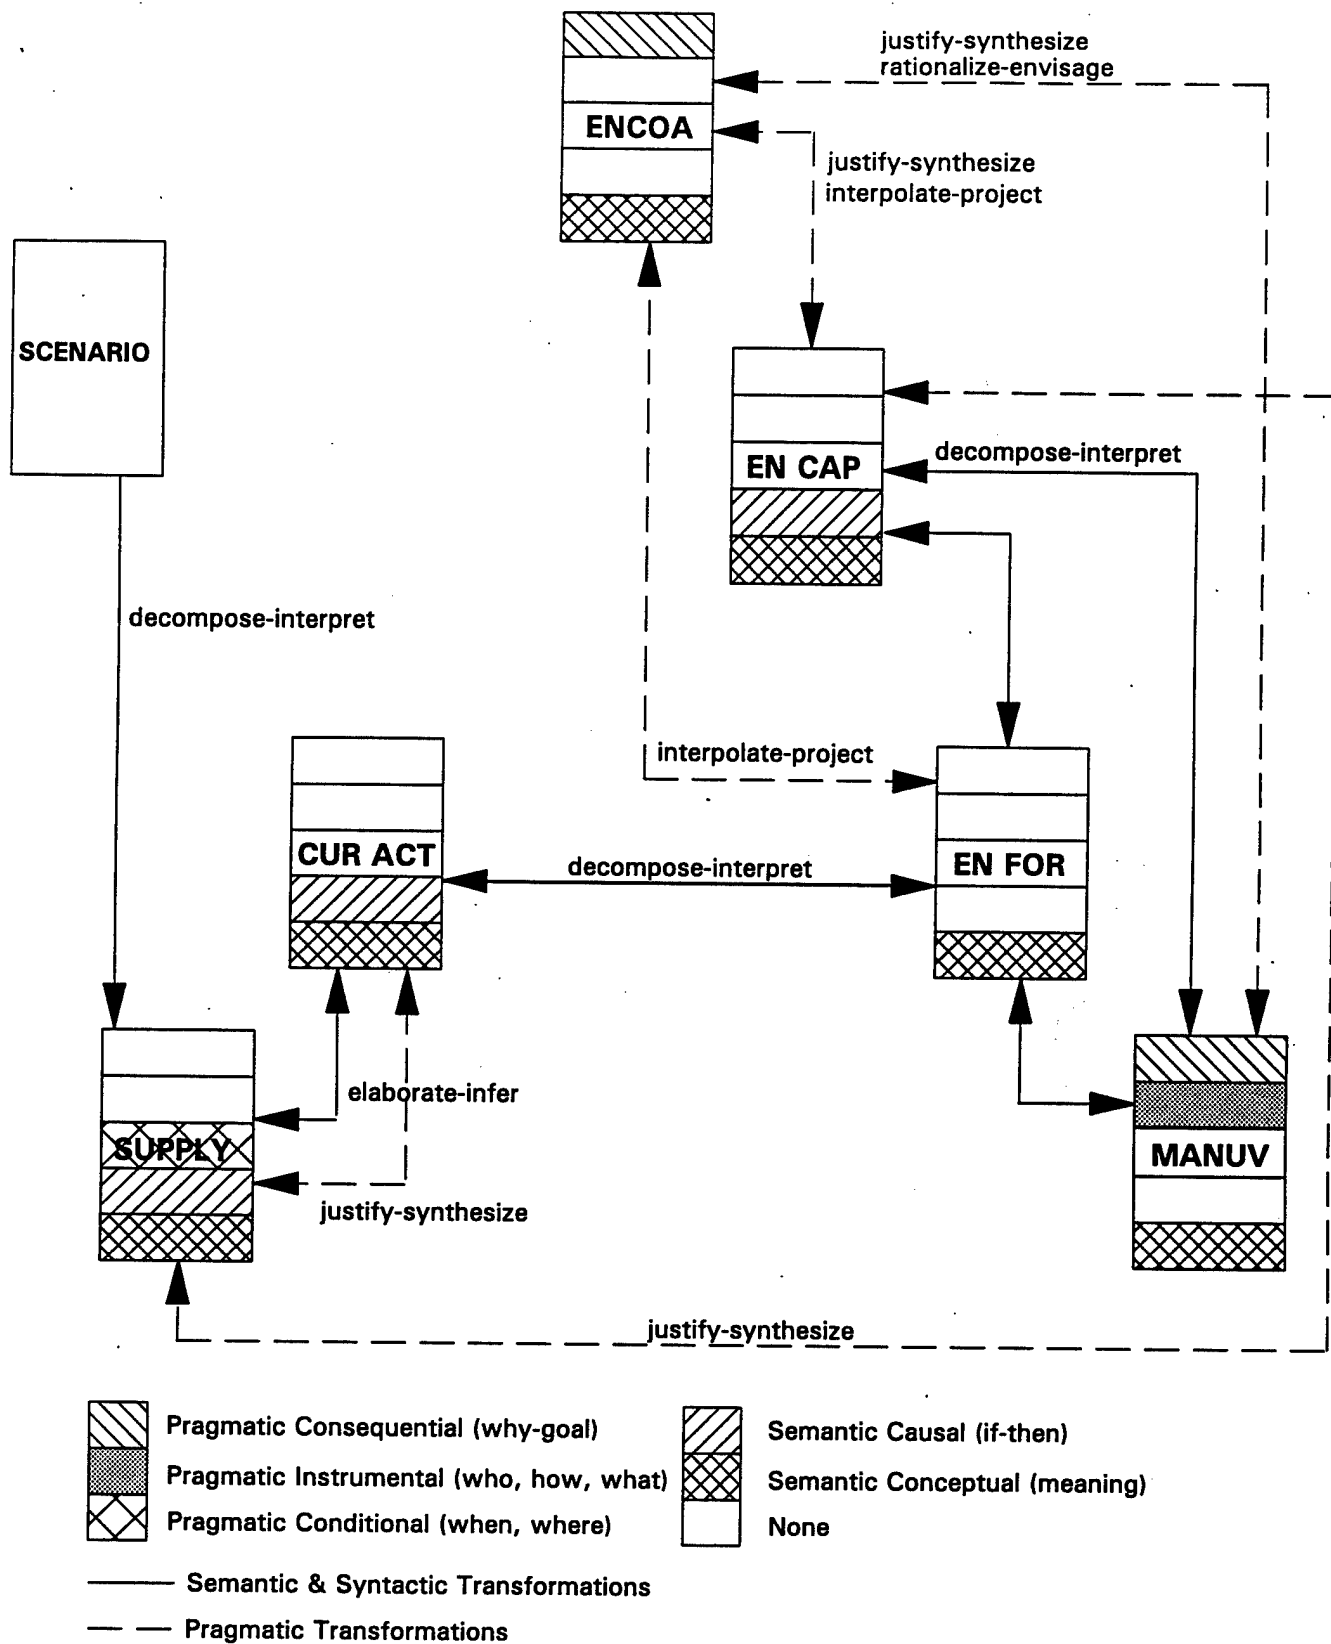 justify-synthesize
rationalize-envisage
ENCOA
justify-synthesize
interpolate-project
SCENARIO
EN CAP
decompose-interpret
decompose-interpret
interpolate-project
CUR ACT
decompose-interpret
EN FOR
elaborate-infer
SUPPLY
MANUV
justify-synthesize
justify-synthesize
Pragmatic Consequential (why-goal)
Pragmatic Instrumental (who, how, what)
Pragmatic Conditional (when, where)
Semantic Causal (if-then)
Semantic Conceptual (meaning)
None
Semantic & Syntactic Transformations
Pragmatic Transformations